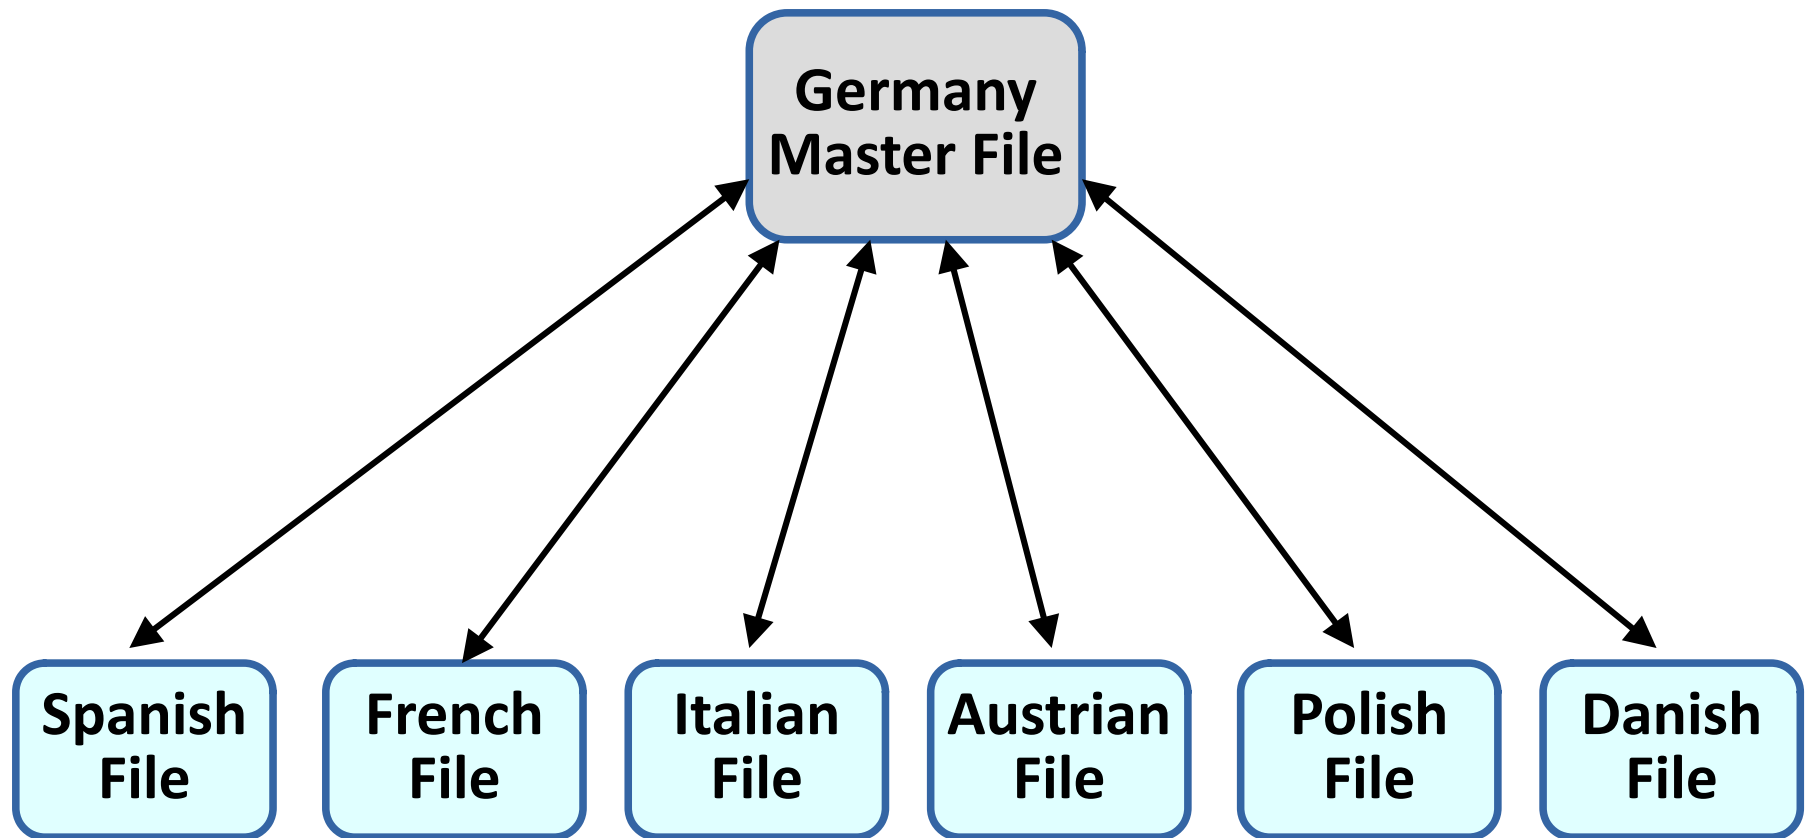 Germany
Master File
Spanish
File
French
File
Italian
File
Austrian
File
Polish
File
Danish
File